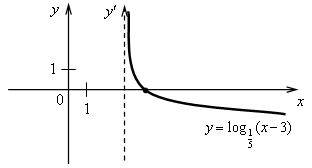 y
y'
1
0
1
x
y = log_{1/5}(x − 3)